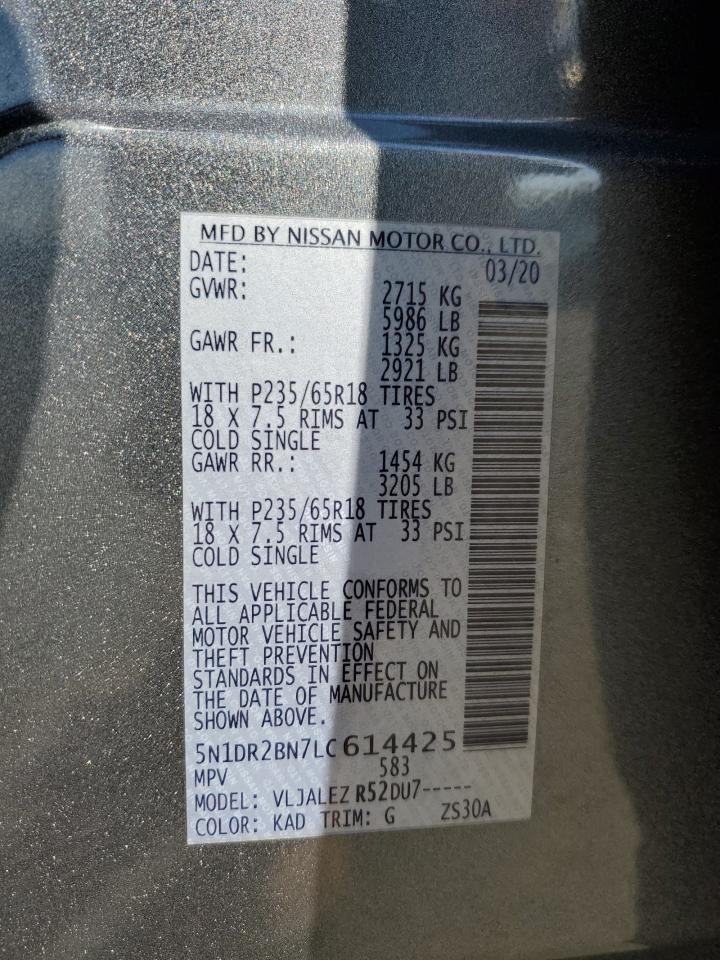 MFD BY NISSAN MOTOR CO., LTD.
DATE: 03/20
GVWR: 2715 KG
5986 LB
GAWR FR.: 1325 KG
2921 LB
WITH P235/65R18 TIRES
18 X 7.5 RIMS AT 33 PSI
COLD SINGLE
GAWR RR.: 1454 KG
3205 LB
WITH P235/65R18 TIRES
18 X 7.5 RIMS AT 33 PSI
COLD SINGLE
THIS VEHICLE CONFORMS TO
ALL APPLICABLE FEDERAL
MOTOR VEHICLE SAFETY AND
THEFT PREVENTION
STANDARDS IN EFFECT ON
THE DATE OF MANUFACTURE
SHOWN ABOVE.
5N1DR2BN7LC614425
MPV 583
MODEL: VLJALEZ R52DU7-----
COLOR: KAD TRIM: G ZS30A